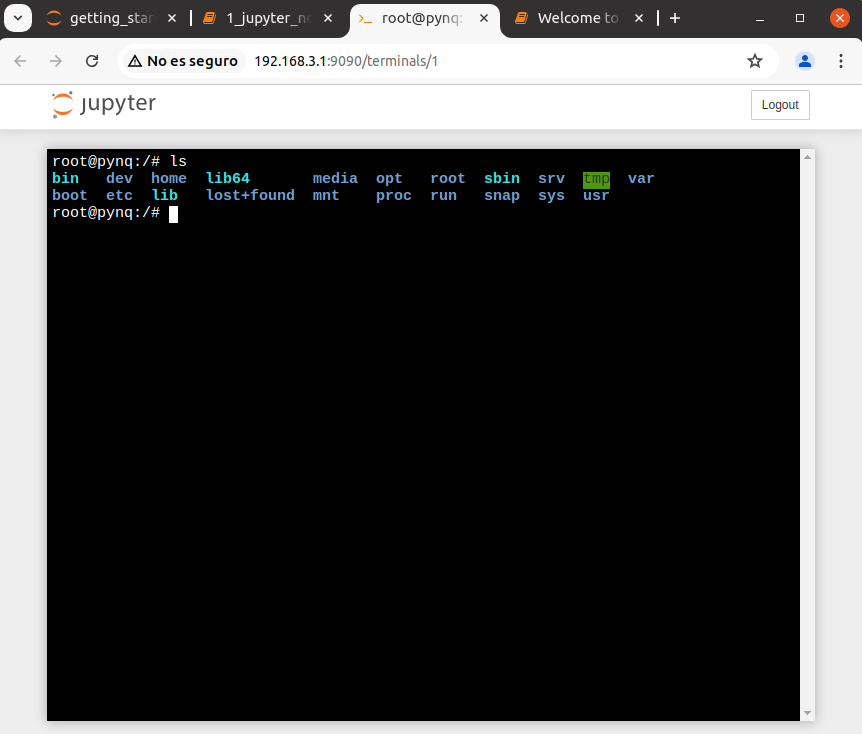 getting_star 1_jupyter_no root@pynq: Welcome to
No es seguro 192.168.3.1:9090/terminals/1
jupyter Logout
root@pynq:/# ls
bin dev home lib64 media opt root sbin srv tmp var
boot etc lib lost+found mnt proc run snap sys usr
root@pynq:/#